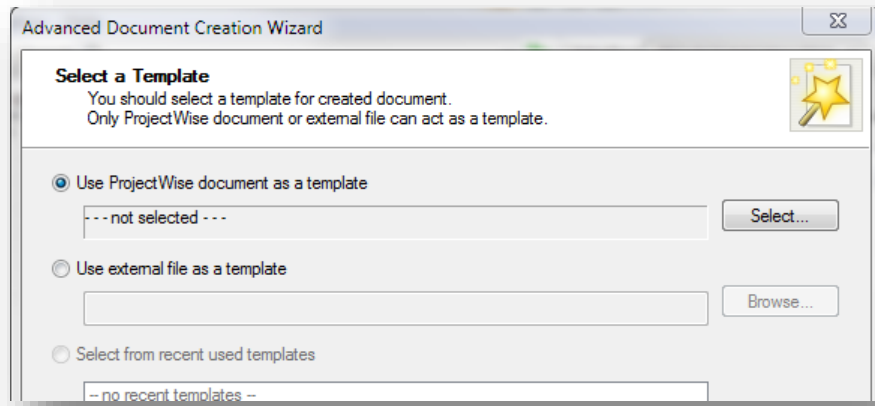 Advanced Document Creation Wizard
Select a Template
You should select a template for created document.
Only ProjectWise document or external file can act as a template.
Use ProjectWise document as a template
- - - not selected - - -
Select...
Use external file as a template
Browse...
Select from recent used templates
-- no recent templates --